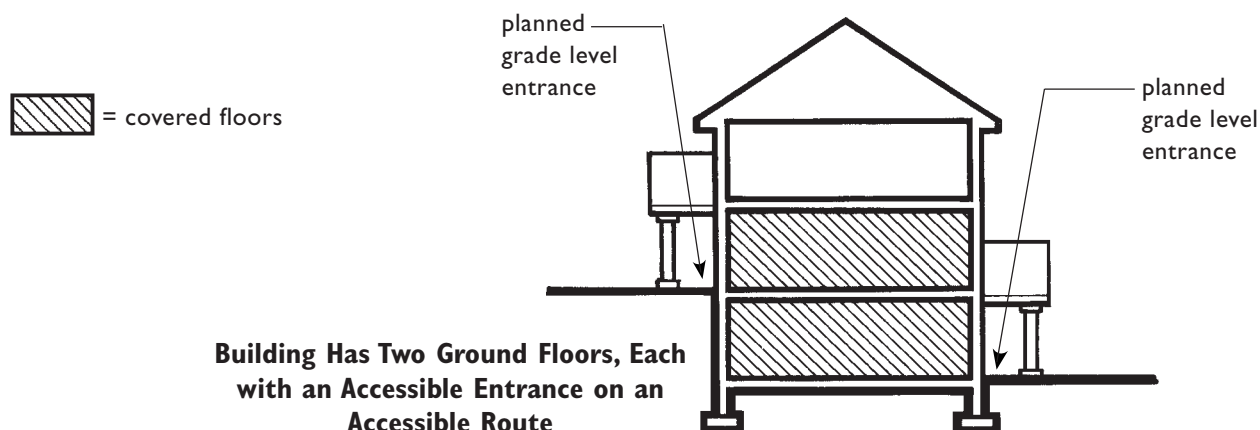 planned
grade level
entrance
planned
grade level
entrance
= covered floors
Building Has Two Ground Floors, Each
with an Accessible Entrance on an
Accessible Route